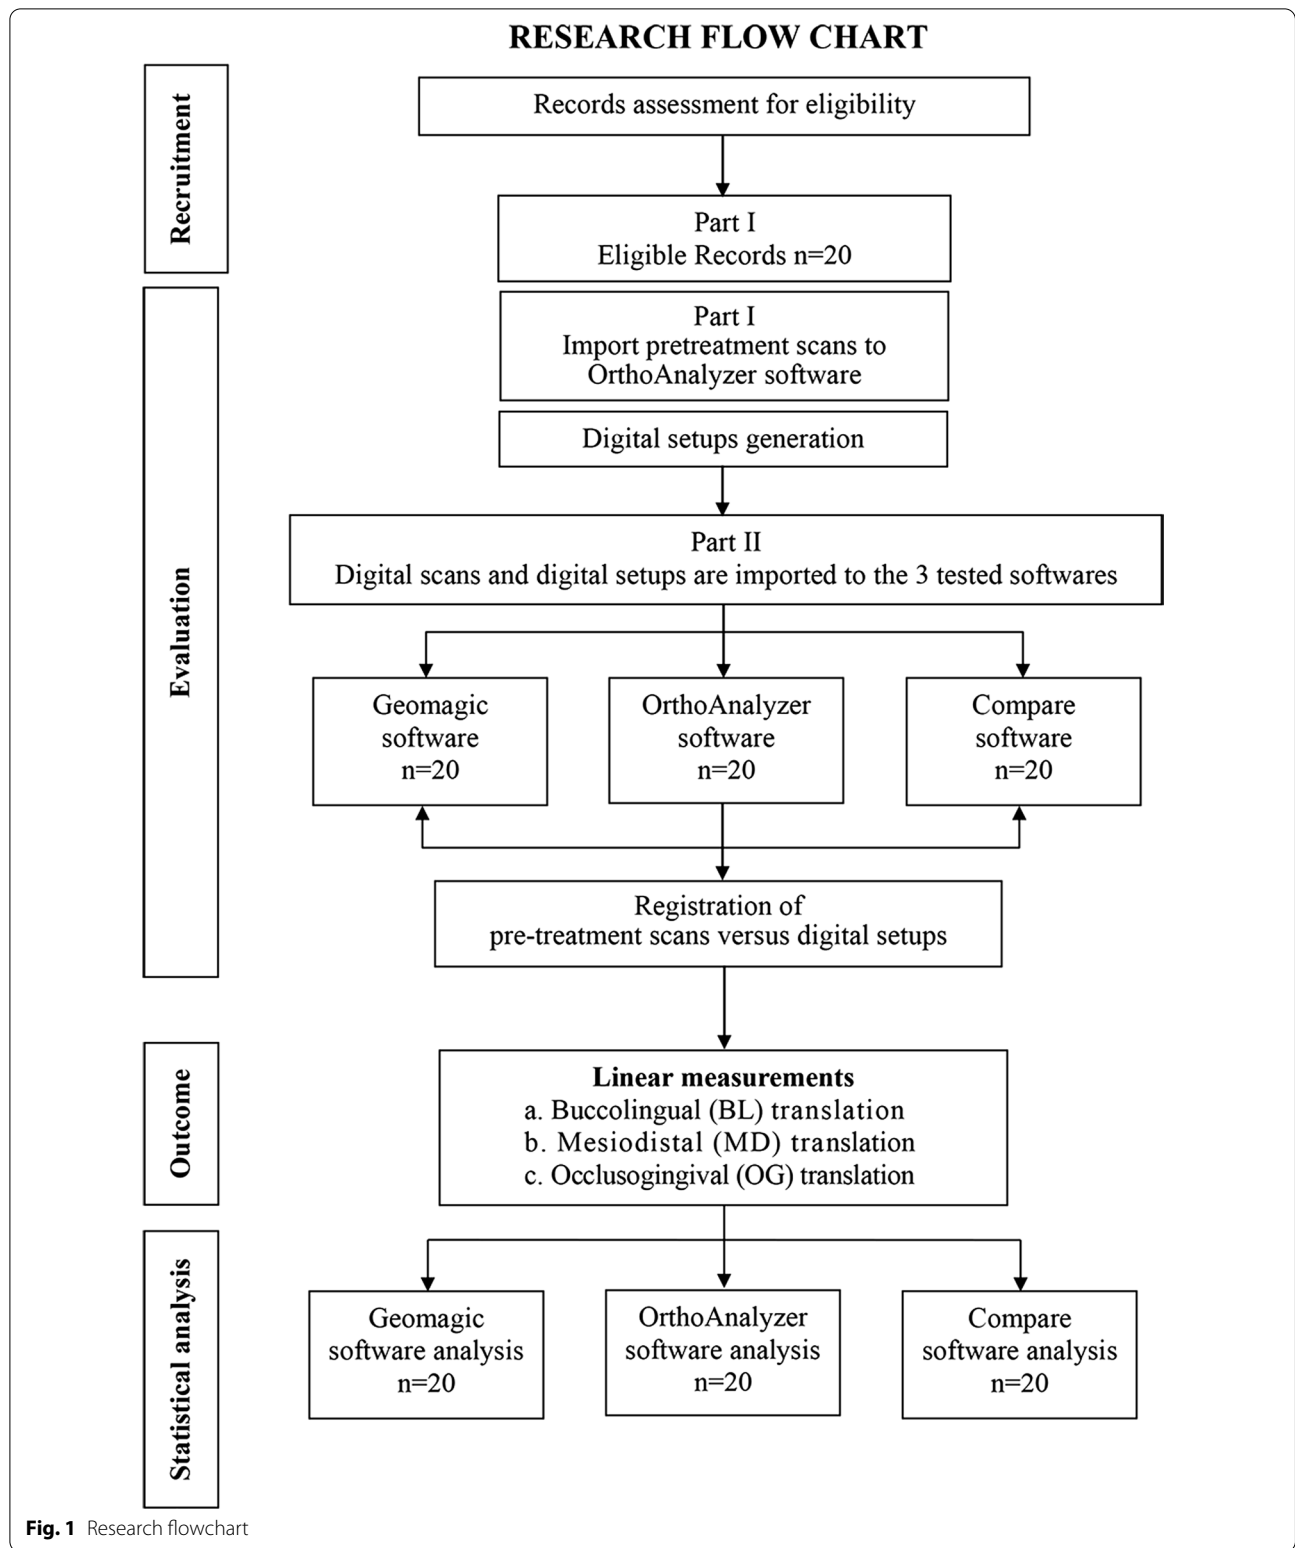 RESEARCH FLOW CHART
Recruitment
Records assessment for eligibility
Part I
Eligible Records n=20
Evaluation
Part I
Import pretreatment scans to
OrthoAnalyzer software
Digital setups generation
Part II
Digital scans and digital setups are imported to the 3 tested softwares
Geomagic
software
n=20
OrthoAnalyzer
software
n=20
Compare
software
n=20
Registration of
pre-treatment scans versus digital setups
Outcome
Linear measurements
a. Buccolingual (BL) translation
b. Mesiodistal (MD) translation
c. Occlusogingival (OG) translation
Statistical analysis
Geomagic
software analysis
n=20
OrthoAnalyzer
software analysis
n=20
Compare
software analysis
n=20
Fig. 1 Research flowchart